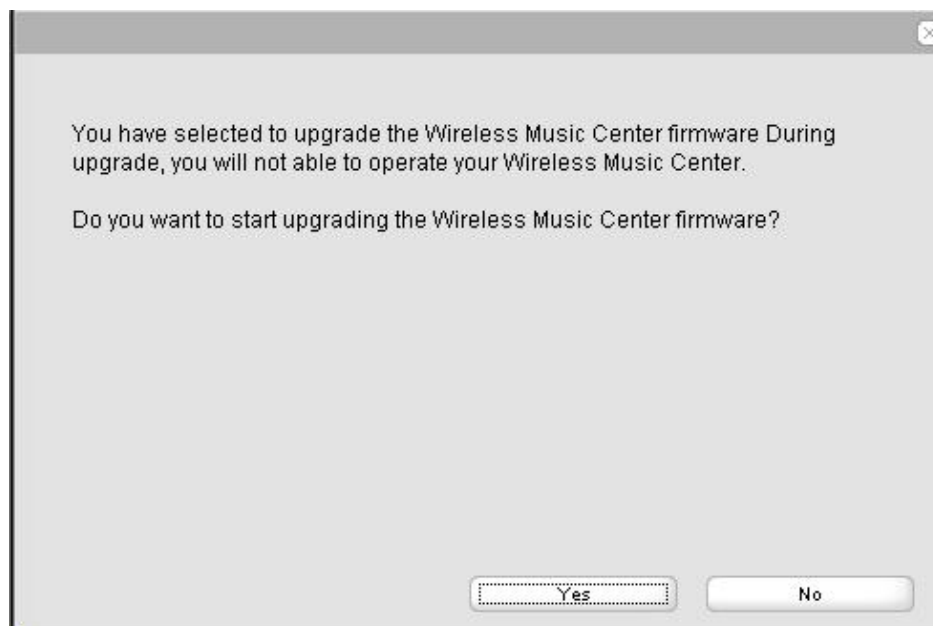 You have selected to upgrade the Wireless Music Center firmware During
upgrade, you will not able to operate your Wireless Music Center.
Do you want to start upgrading the Wireless Music Center firmware?
Yes No